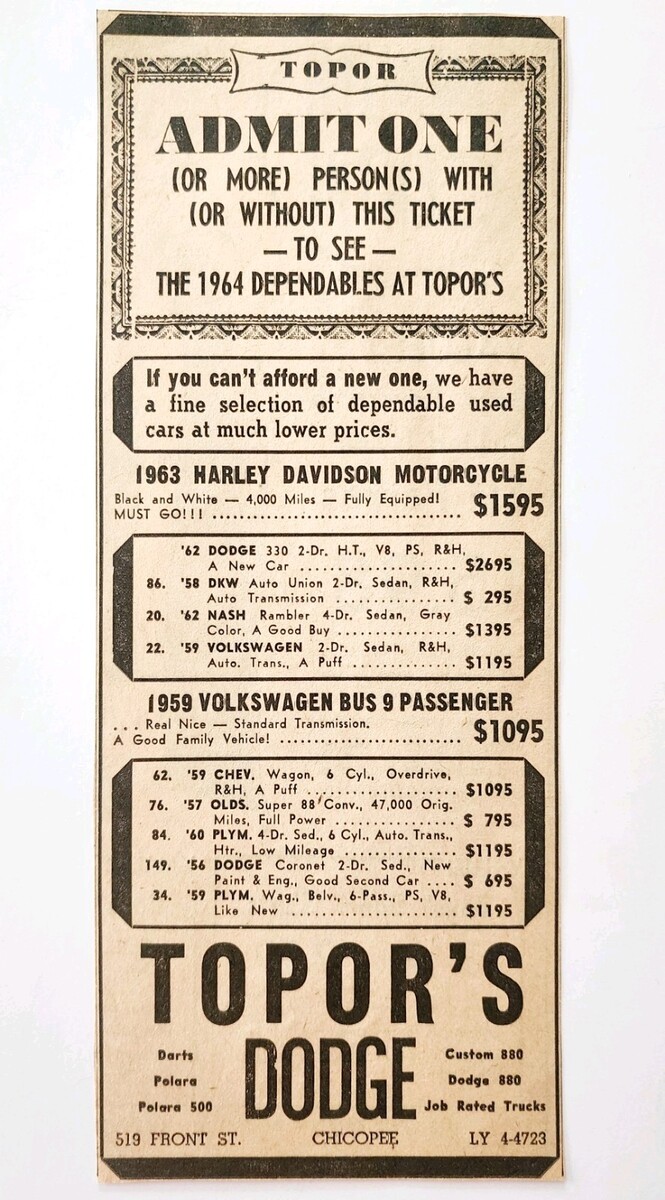 TOPOR
ADMIT ONE
(OR MORE) PERSON(S) WITH
(OR WITHOUT) THIS TICKET
— TO SEE —
THE 1964 DEPENDABLES AT TOPOR'S
If you can't afford a new one, we have
a fine selection of dependable used
cars at much lower prices.
1963 HARLEY DAVIDSON MOTORCYCLE
Black and White — 4,000 Miles — Fully Equipped!
MUST GO!!! .................................. $1595
'62 DODGE 330 2-Dr. H.T., V8, PS, R&H,
A New Car ...................... $2695
86. '58 DKW Auto Union 2-Dr. Sedan, R&H,
Auto Transmission ................ $ 295
20. '62 NASH Rambler 4-Dr. Sedan, Gray
Color, A Good Buy ................ $1395
22. '59 VOLKSWAGEN 2-Dr. Sedan, R&H,
Auto. Trans., A Puff .............. $1195
1959 VOLKSWAGEN BUS 9 PASSENGER
... Real Nice — Standard Transmission.
A Good Family Vehicle! ......................... $1095
62. '59 CHEV. Wagon, 6 Cyl., Overdrive,
R&H, A Puff .................... $1095
76. '57 OLDS. Super 88 Conv., 47,000 Orig.
Miles, Full Power ................ $ 795
84. '60 PLYM. 4-Dr. Sed., 6 Cyl., Auto. Trans.,
Htr., Low Mileage ............... $1195
149. '56 DODGE Coronet 2-Dr. Sed., New
Paint & Eng., Good Second Car .... $ 695
34. '59 PLYM. Wag., Belv., 6-Pass., PS, V8,
Like New ...................... $1195
TOPOR'S
DODGE
Darts
Polara
Polara 500
Custom 880
Dodge 880
Job Rated Trucks
519 FRONT ST. CHICOPEE LY 4-4723